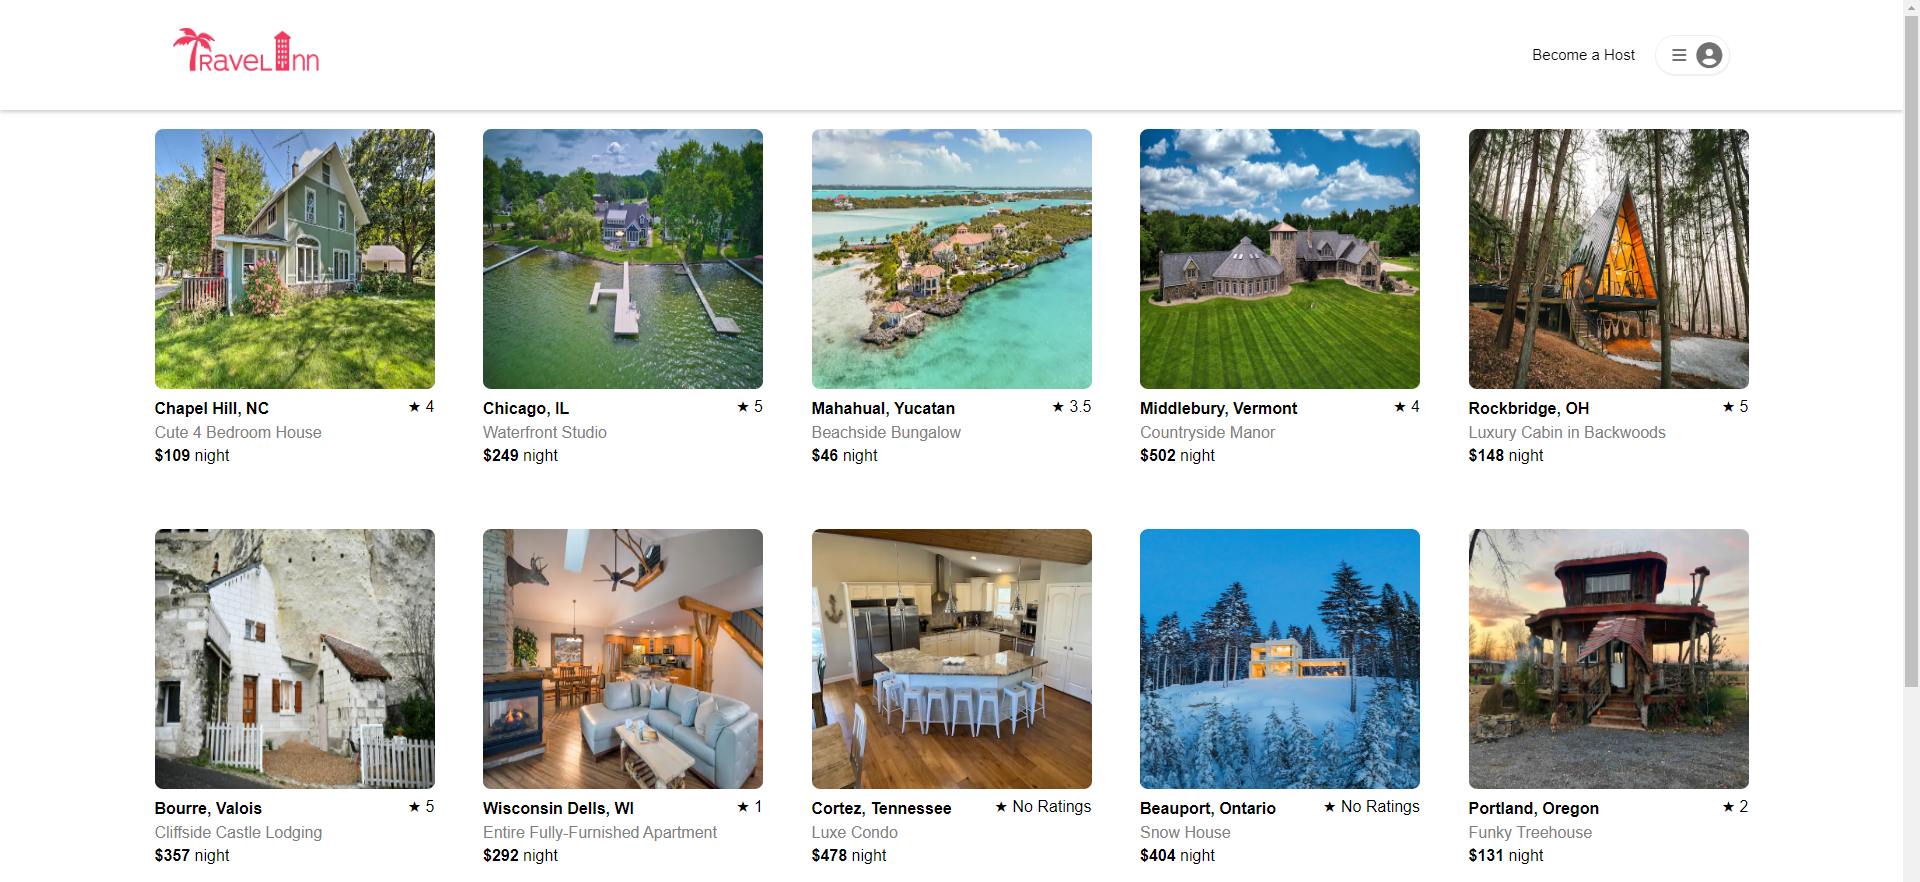 TRAVEL Inn
Become a Host
Chapel Hill, NC ★ 4
Cute 4 Bedroom House
$109 night
Chicago, IL ★ 5
Waterfront Studio
$249 night
Mahahual, Yucatan ★ 3.5
Beachside Bungalow
$46 night
Middlebury, Vermont ★ 4
Countryside Manor
$502 night
Rockbridge, OH ★ 5
Luxury Cabin in Backwoods
$148 night
Bourre, Valois ★ 5
Cliffside Castle Lodging
$357 night
Wisconsin Dells, WI ★ 1
Entire Fully-Furnished Apartment
$292 night
Cortez, Tennessee ★ No Ratings
Luxe Condo
$478 night
Beauport, Ontario ★ No Ratings
Snow House
$404 night
Portland, Oregon ★ 2
Funky Treehouse
$131 night